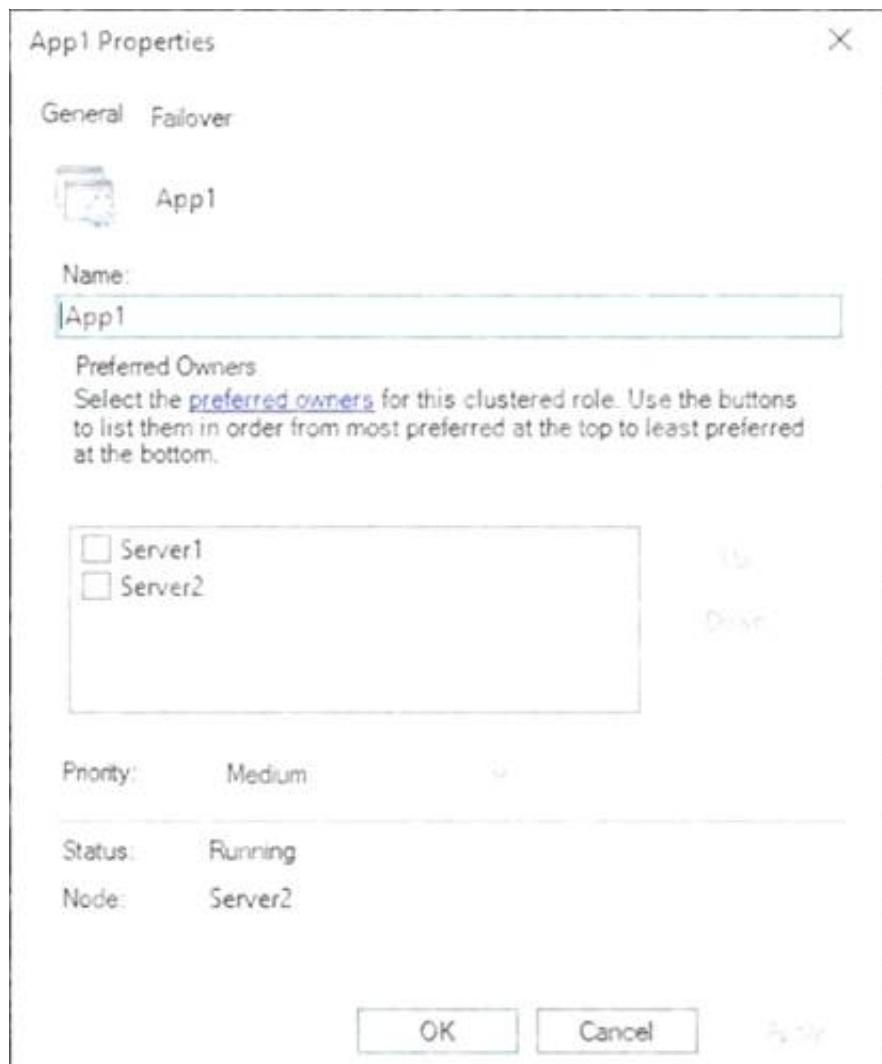 App1 Properties
General Failover
App1
Name:
App1
Preferred Owners
Select the preferred owners for this clustered role. Use the buttons
to list them in order from most preferred at the top to least preferred
at the bottom.
Server1
Server2
Priority: Medium
Status: Running
Node: Server2
OK Cancel